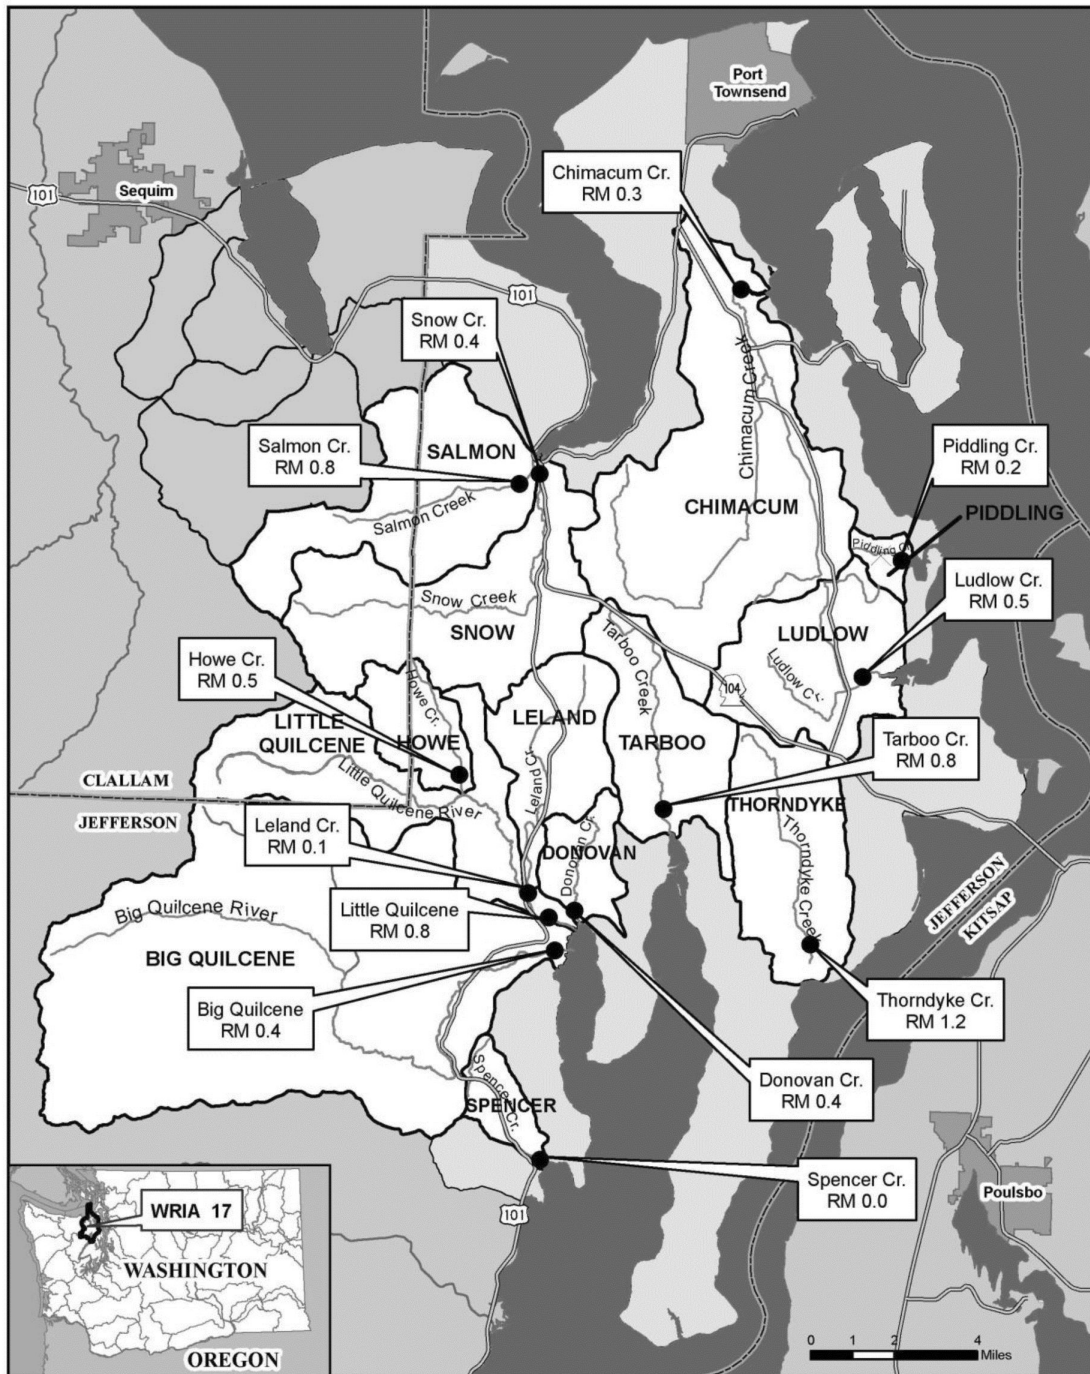 Port
Townsend
101
Sequim
Chimacum Cr.
RM 0.3
101
Snow Cr.
RM 0.4
Chimacum Creek
Chimacum Creek
Salmon Cr.
RM 0.8
SALMON
Salmon Creek
Piddling Cr.
RM 0.2
CHIMACUM
PIDDLING
Piddling Cr.
Ludlow Cr.
RM 0.5
Snow Creek
SNOW
Tarboo Creek
LUDLOW
Ludlow Cr.
Howe Cr.
RM 0.5
Howe Cr.
104
LITTLE
QUILCENE
HOWE
LELAND
TARBOO
Tarboo Cr.
RM 0.8
Leland Cr.
Little Quilcene River
CLALLAM
JEFFERSON
THORNDYKE
Leland Cr.
RM 0.1
DONOVAN
Donovan Cr.
Thorndyke Creek
JEFFERSON
KITSAP
Little Quilcene
RM 0.8
Big Quilcene River
BIG QUILCENE
Big Quilcene
RM 0.4
Thorndyke Cr.
RM 1.2
Donovan Cr.
RM 0.4
Spencer Cr.
SPENCER
Spencer Cr.
RM 0.0
Poulsbo
101
WRIA 17
WASHINGTON
OREGON
0 1 2 4
Miles